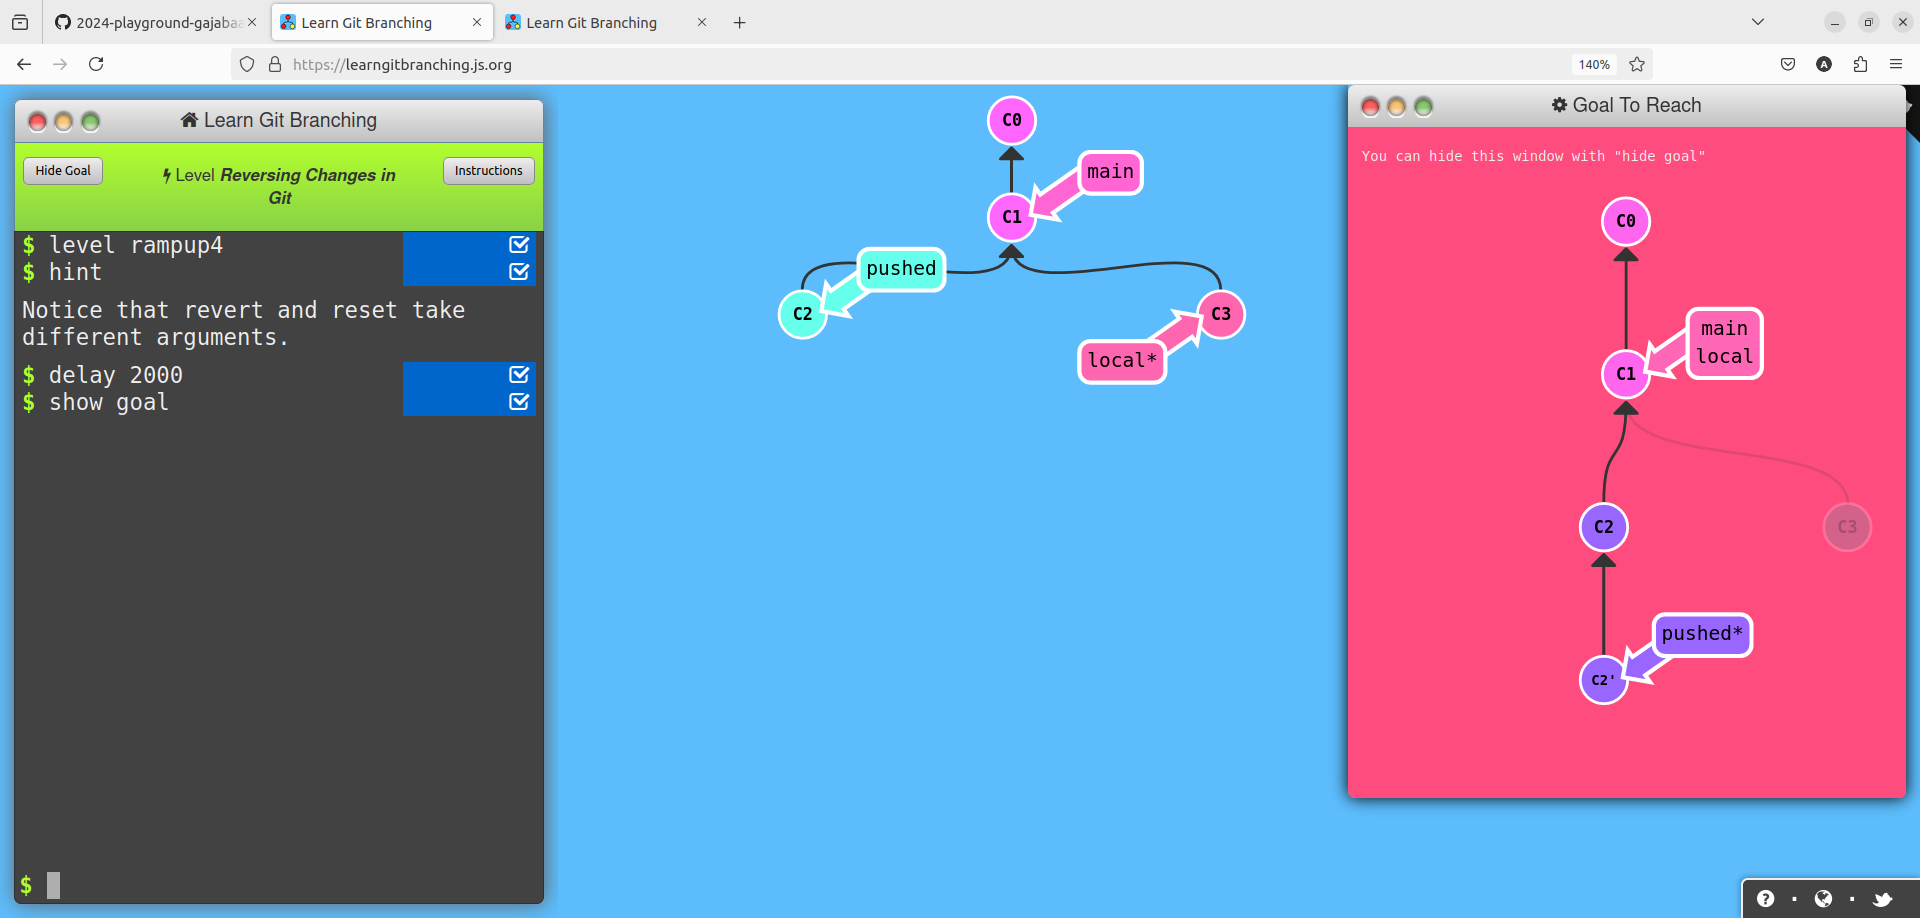 2024-playground-gajaba
Learn Git Branching
Learn Git Branching
https://learngitbranching.js.org
140%
A
Learn Git Branching
Hide Goal
Level Reversing Changes in
Git
Instructions
$ level rampup4
$ hint
Notice that revert and reset take
different arguments.
$ delay 2000
$ show goal
$
C0
main
C1
pushed
C2
C3
local*
Goal To Reach
You can hide this window with "hide goal"
C0
main
local
C1
C2
C3
pushed*
C2'
?